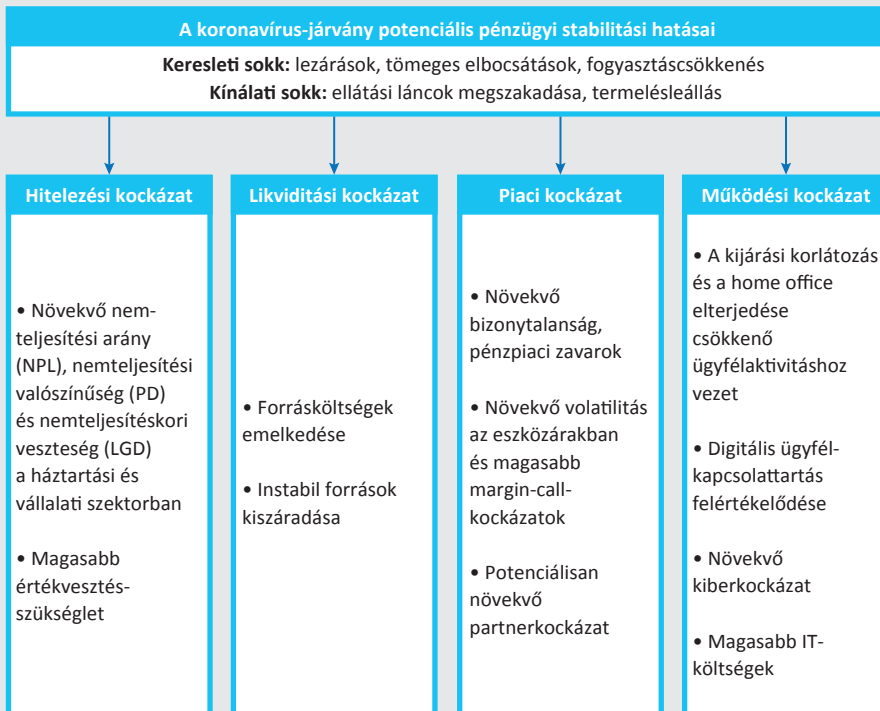 A koronavírus-járvány potenciális pénzügyi stabilitási hatásai
Keresleti sokk: lezárások, tömeges elbocsátások, fogyasztáscsökkenés
Kínálati sokk: ellátási láncok megszakadása, termelésleállás
Hitelezési kockázat
• Növekvő nem-
teljesítési arány
(NPL), nemteljesítési
valószínűség (PD)
és nemteljesítéskori
veszteség (LGD)
a háztartási és
vállalati szektorban
• Magasabb
értékvesztés-
szükséglet
Likviditási kockázat
• Forrásköltségek
emelkedése
• Instabil források
kiszáradása
Piaci kockázat
• Növekvő
bizonytalanság,
pénzpiaci zavarok
• Növekvő volatilitás
az eszközárakban
és magasabb
margin-call-
kockázatok
• Potenciálisan
növekvő
partnerkockázat
Működési kockázat
• A kijárási korlátozás
és a home office
elterjedése
csökkenő
ügyfélaktivitáshoz
vezet
• Digitális ügyfél-
kapcsolattartás
felértékelődése
• Növekvő
kiberkockázat
• Magasabb IT-
költségek